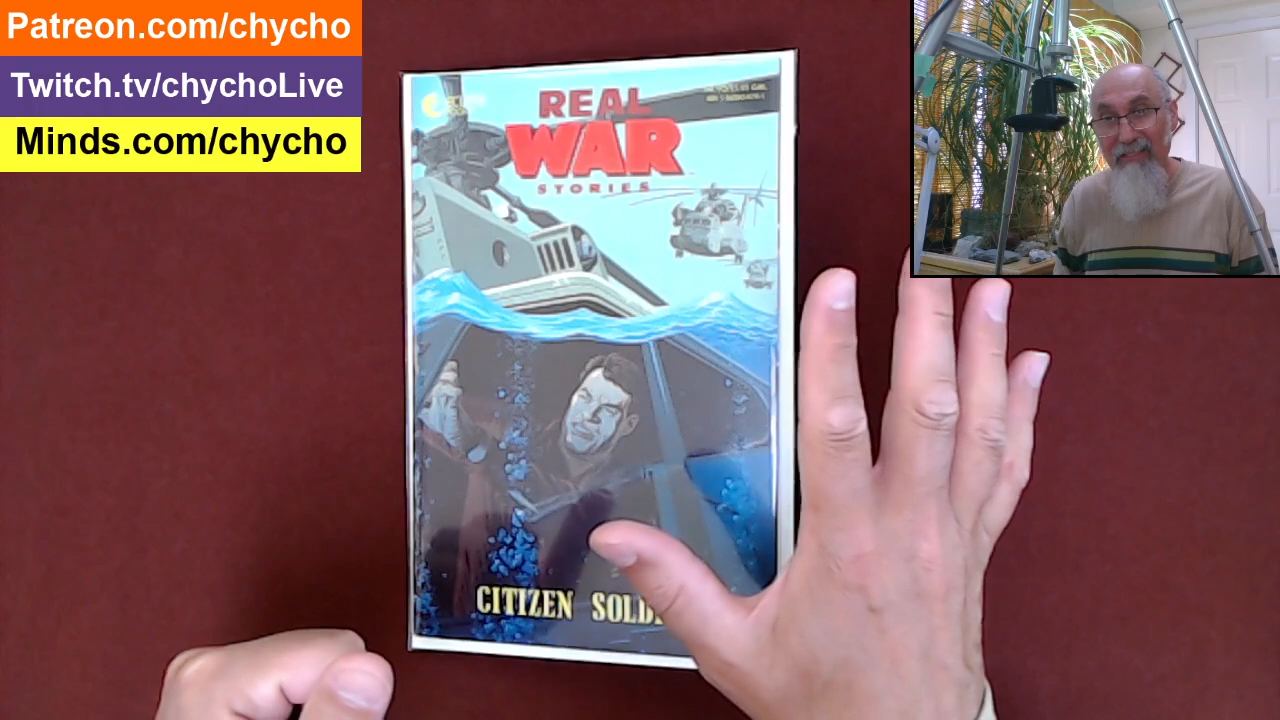 Patreon.com/chycho
Twitch.tv/chychoLive
Minds.com/chycho
REAL
WAR
STORIES
CITIZEN SOLD